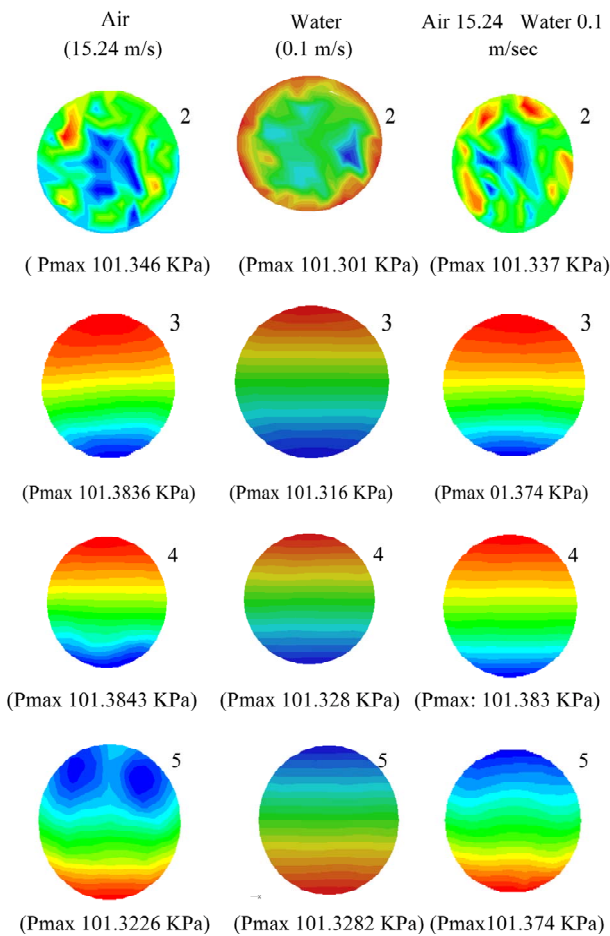 Air Water Air 15.24 Water 0.1
(15.24 m/s) (0.1 m/s) m/sec
2 2 2
( Pmax 101.346 KPa) (Pmax 101.301 KPa) (Pmax 101.337 KPa)
3 3 3
(Pmax 101.3836 KPa) (Pmax 101.316 KPa) (Pmax 01.374 KPa)
4 4 4
(Pmax 101.3843 KPa) (Pmax 101.328 KPa) (Pmax: 101.383 KPa)
5 5 5
(Pmax 101.3226 KPa) (Pmax 101.3282 KPa) (Pmax101.374 KPa)